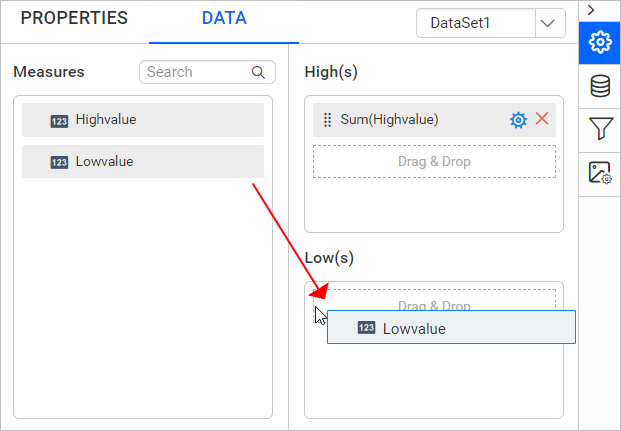 PROPERTIES
DATA
DataSet1
Measures
Search
123 Highvalue
123 Lowvalue
High(s)
Sum(Highvalue)
Drag & Drop
Low(s)
Drag & Drop
123 Lowvalue